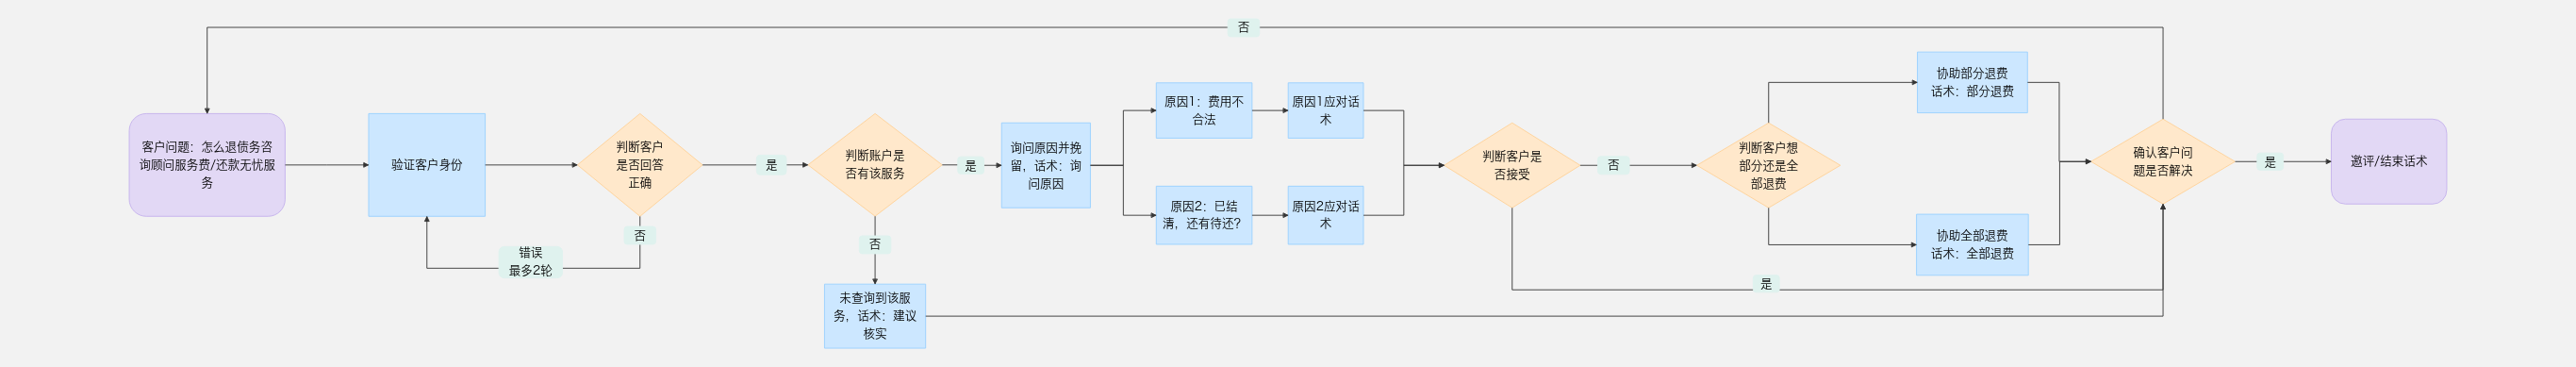 否
客户问题：怎么退债务咨
询顾问服务费/还款无忧服
务
验证客户身份
判断客户
是否回答
正确
是
否
错误
最多2轮
判断账户是
否有该服务
是
否
未查询到该服
务，话术：建议
核实
询问原因并挽
留，话术：询
问原因
原因1：费用不
合法
原因1应对话
术
原因2：已结
清，还有待还？
原因2应对话
术
判断客户是
否接受
否
是
判断客户想
部分还是全
部退费
协助部分退费
话术：部分退费
协助全部退费
话术：全部退费
确认客户问
题是否解决
是
邀评/结束话术